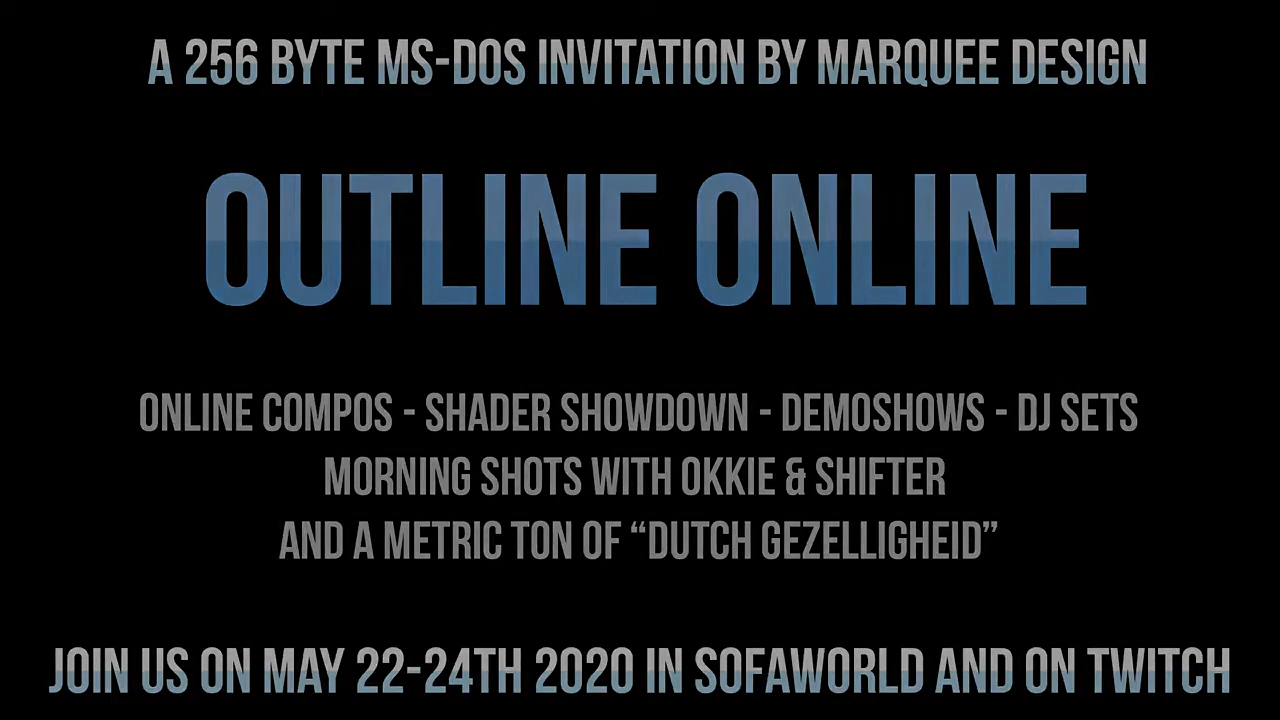 A 256 BYTE MS-DOS INVITATION BY MARQUEE DESIGN
OUTLINE ONLINE
ONLINE COMPOS - SHADER SHOWDOWN - DEMOSHOWS - DJ SETS
MORNING SHOTS WITH OKKIE & SHIFTER
AND A METRIC TON OF “DUTCH GEZELLIGHEID”
JOIN US ON MAY 22-24TH 2020 IN SOFAWORLD AND ON TWITCH